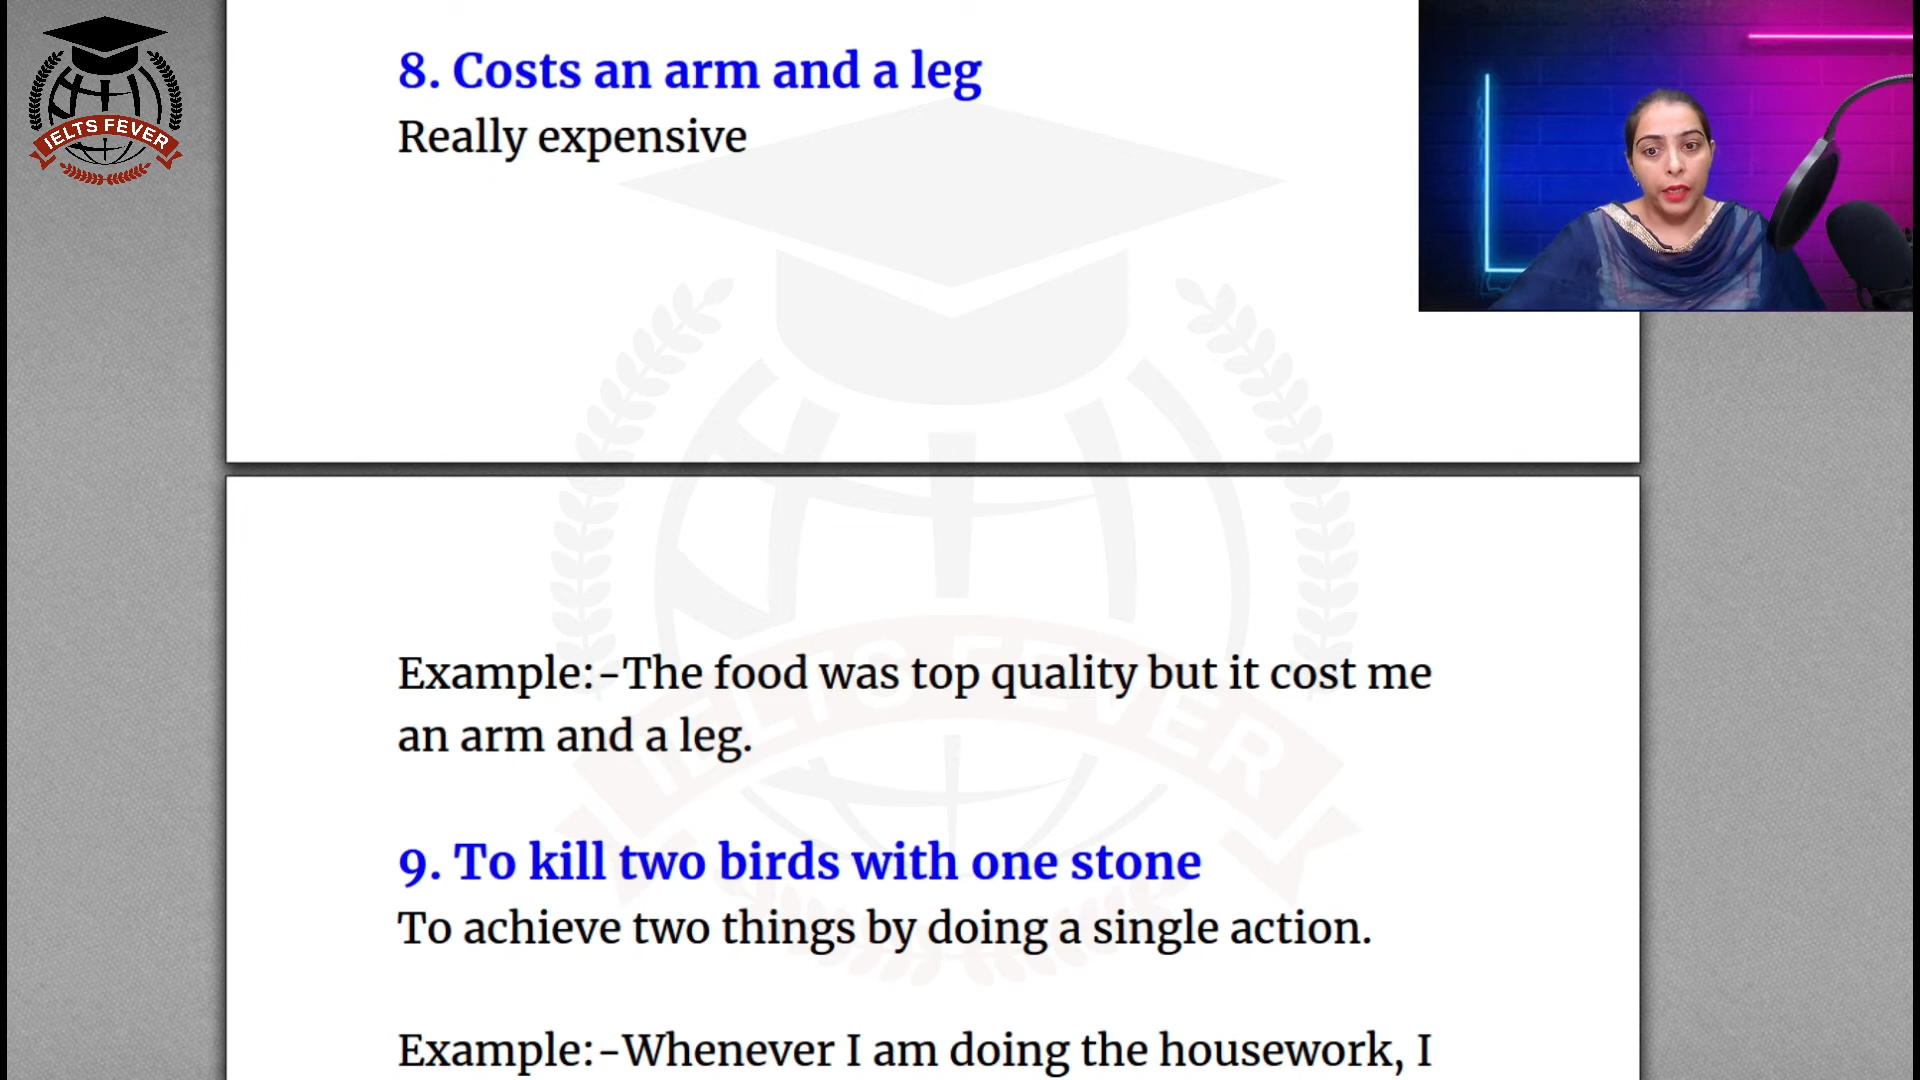 IELTS FEVER
8. Costs an arm and a leg
Really expensive
IELTS FEVER
Example:-The food was top quality but it cost me
an arm and a leg.
9. To kill two birds with one stone
To achieve two things by doing a single action.
Example:-Whenever I am doing the housework, I